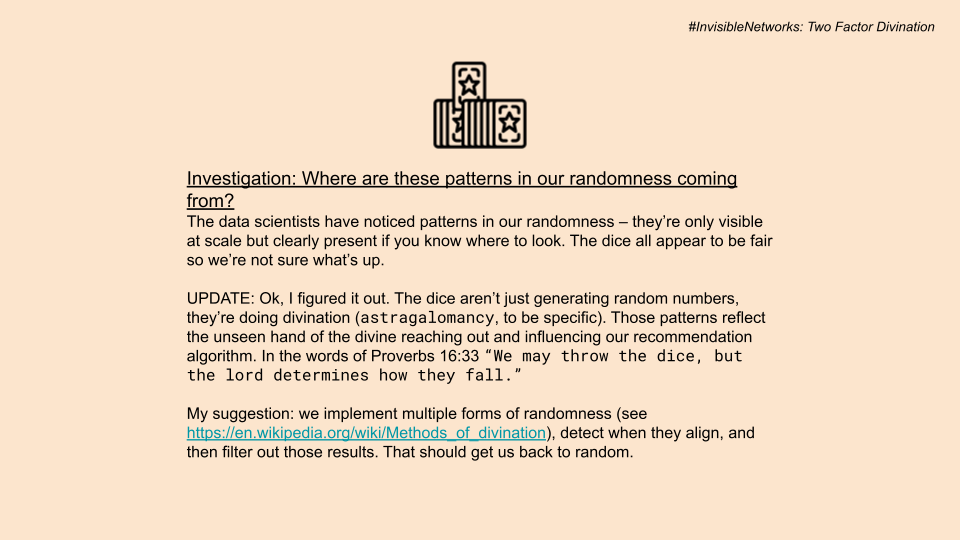 #InvisibleNetworks: Two Factor Divination
Investigation: Where are these patterns in our randomness coming
from?
The data scientists have noticed patterns in our randomness – they’re only visible
at scale but clearly present if you know where to look. The dice all appear to be fair
so we’re not sure what’s up.
UPDATE: Ok, I figured it out. The dice aren’t just generating random numbers,
they’re doing divination (astragalomancy, to be specific). Those patterns reflect
the unseen hand of the divine reaching out and influencing our recommendation
algorithm. In the words of Proverbs 16:33 “We may throw the dice, but
the lord determines how they fall.”
My suggestion: we implement multiple forms of randomness (see
https://en.wikipedia.org/wiki/Methods_of_divination), detect when they align, and
then filter out those results. That should get us back to random.